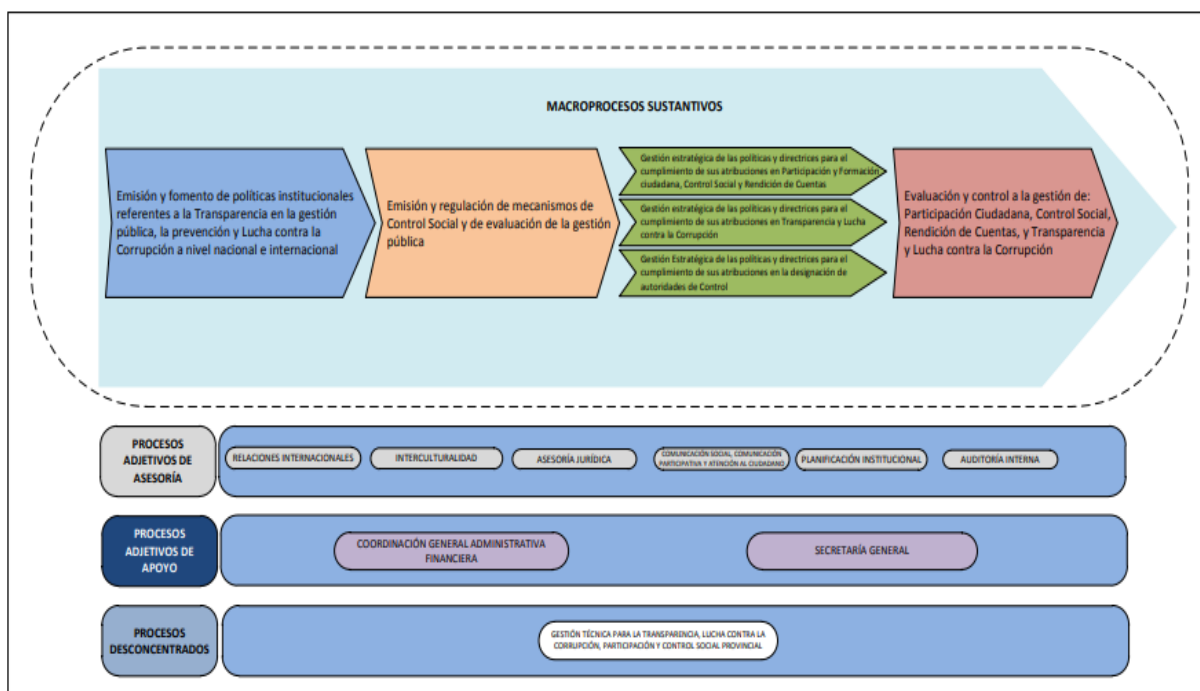 MACROPROCESOS SUSTANTIVOS
Emisión y fomento de políticas institucionales
referentes a la Transparencia en la gestión
pública, la prevención y Lucha contra la
Corrupción a nivel nacional e internacional
Emisión y regulación de mecanismos de
Control Social y de evaluación de la gestión
pública
Gestión estratégica de las políticas y directrices para el
cumplimiento de sus atribuciones en Participación y Formación
ciudadana, Control Social y Rendición de Cuentas
Gestión estratégica de las políticas y directrices para el
cumplimiento de sus atribuciones en Transparencia y Lucha
contra la Corrupción
Gestión Estratégica de las políticas y directrices para el
cumplimiento de sus atribuciones en la designación de
autoridades de Control
Evaluación y control a la gestión de:
Participación Ciudadana, Control Social,
Rendición de Cuentas, y Transparencia
y Lucha contra la Corrupción
PROCESOS
ADJETIVOS DE
ASESORÍA
RELACIONES INTERNACIONALES
INTERCULTURALIDAD
ASESORÍA JURÍDICA
COMUNICACIÓN SOCIAL, COMUNICACIÓN
PARTICIPATIVA Y ATENCIÓN AL CIUDADANO
PLANIFICACIÓN INSTITUCIONAL
AUDITORÍA INTERNA
PROCESOS
ADJETIVOS DE
APOYO
COORDINACIÓN GENERAL ADMINISTRATIVA
FINANCIERA
SECRETARÍA GENERAL
PROCESOS
DESCONCENTRADOS
GESTIÓN TÉCNICA PARA LA TRANSPARENCIA, LUCHA CONTRA LA
CORRUPCIÓN, PARTICIPACIÓN Y CONTROL SOCIAL PROVINCIAL